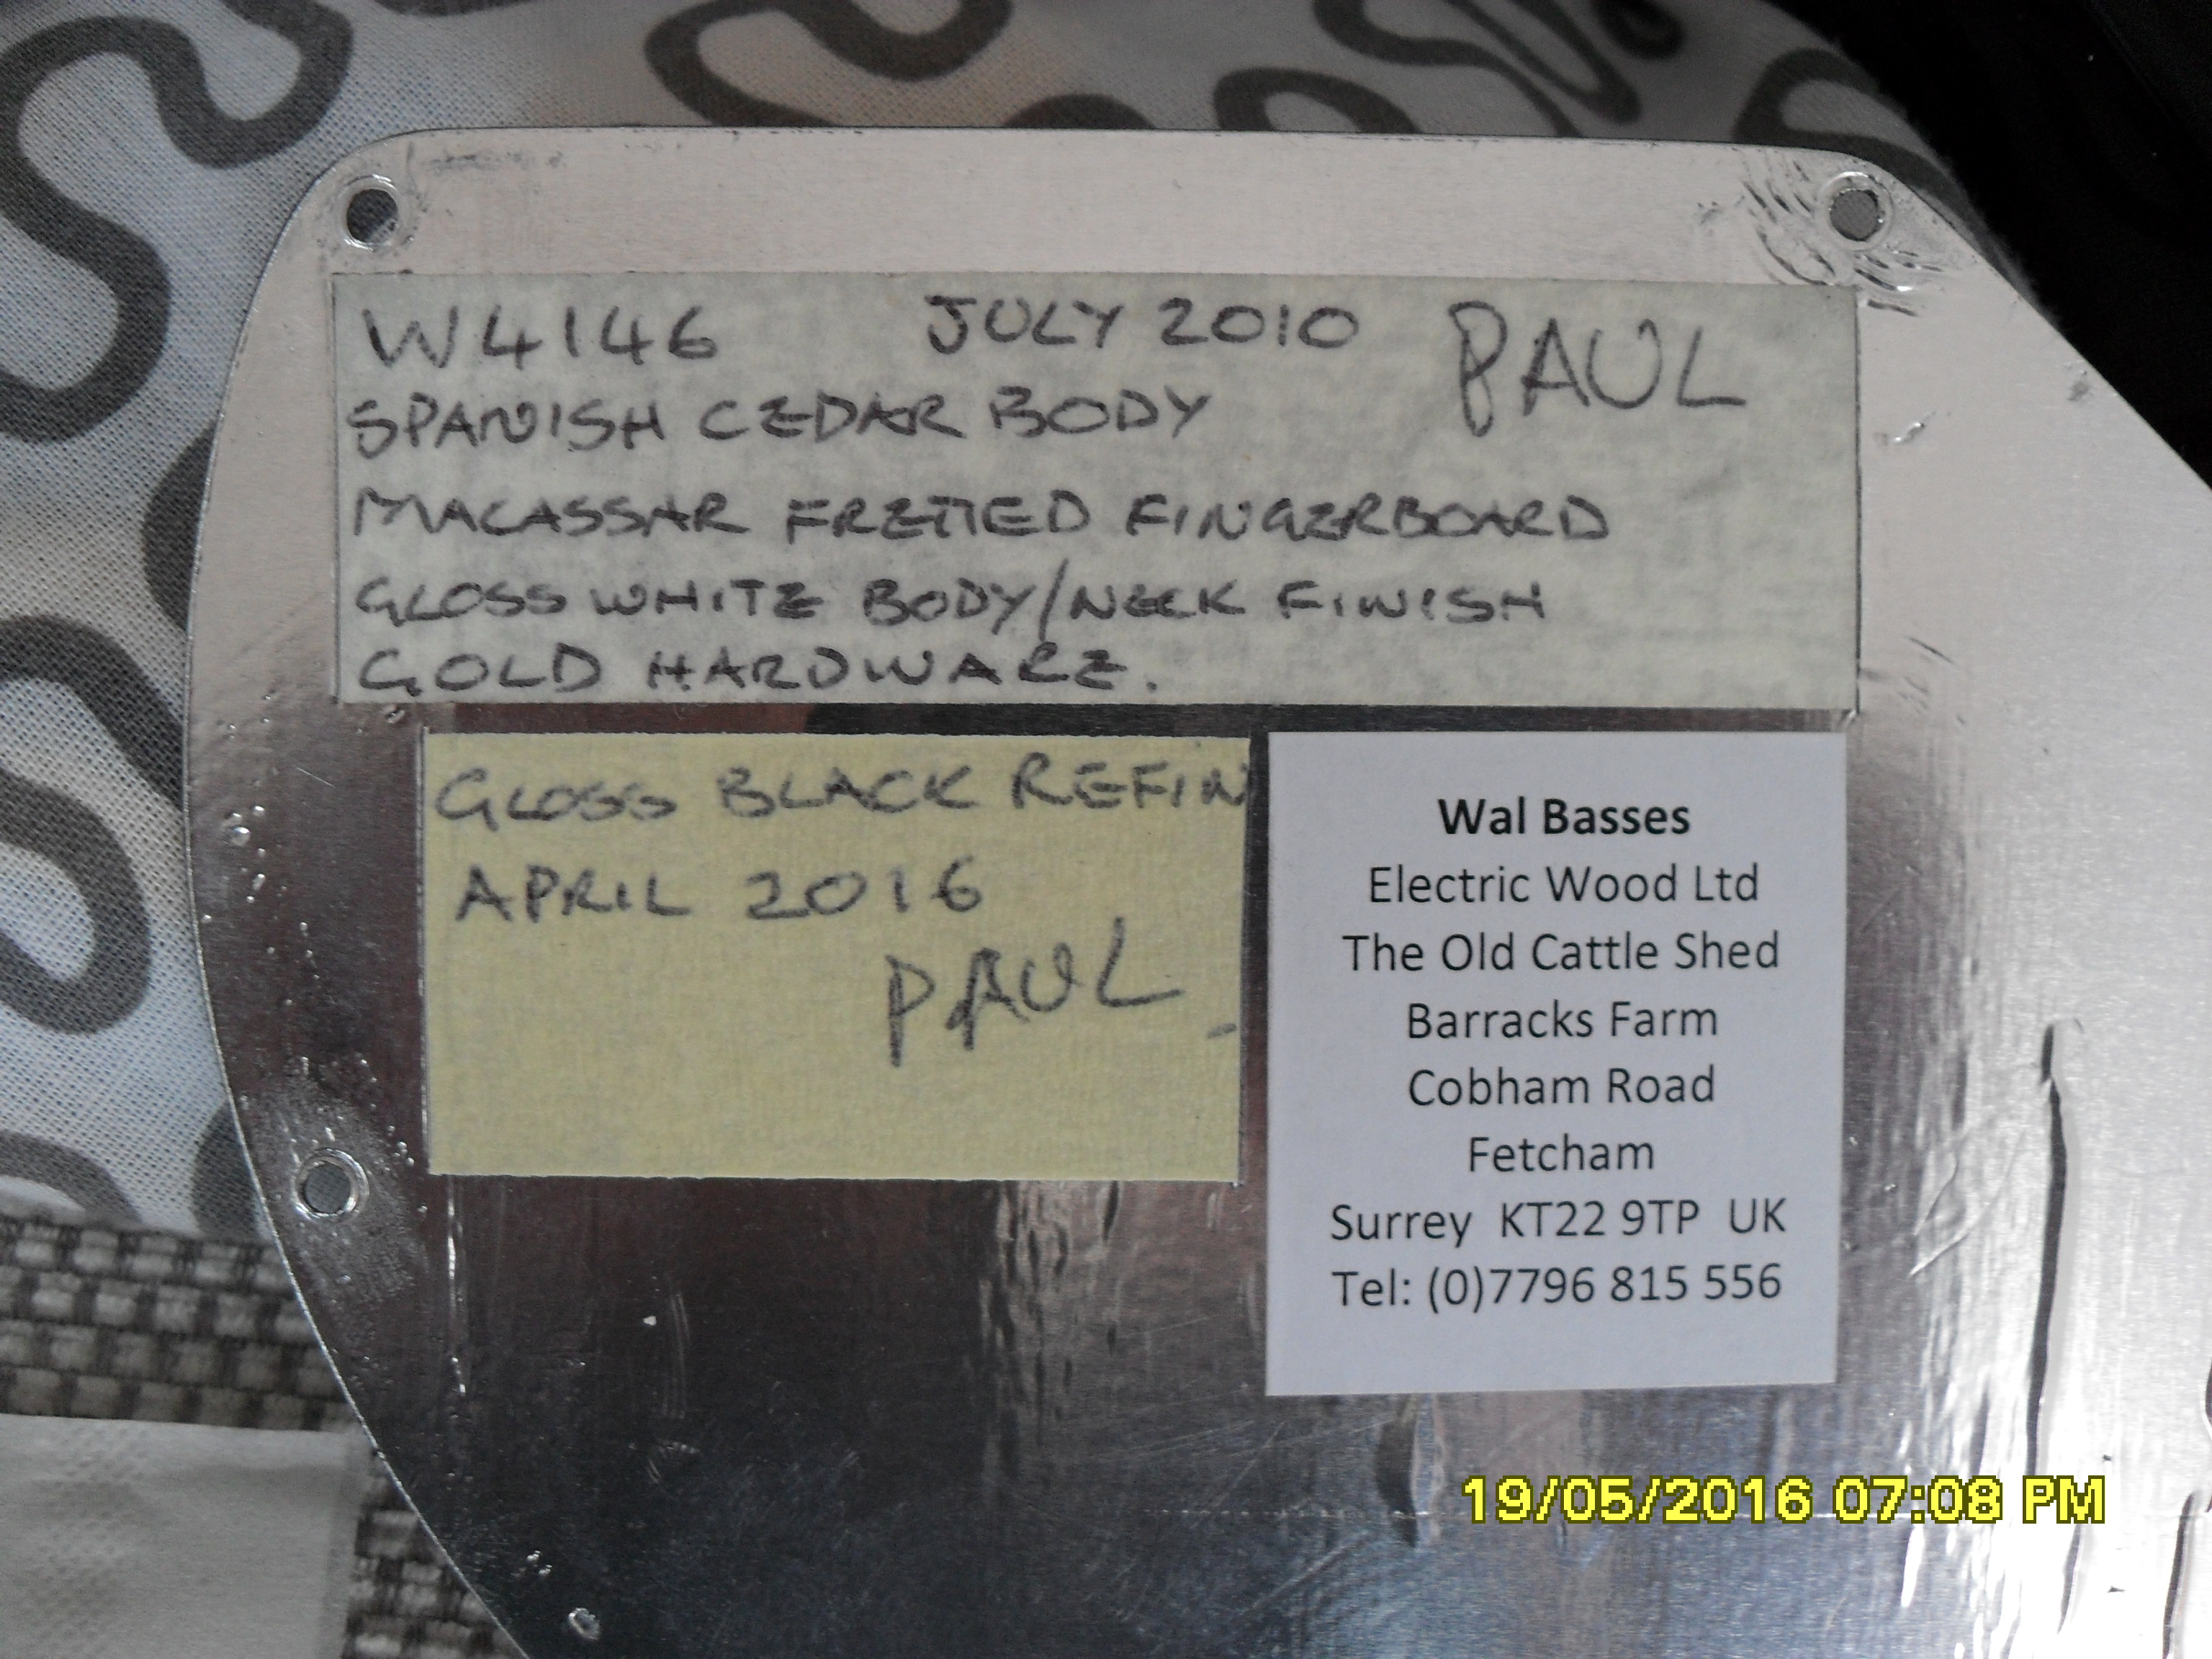 W4146 JULY 2010 PAUL
SPANISH CEDAR BODY
MACASSAR FRETTED FINGERBOARD
GLOSS WHITE BODY/NECK FINISH
GOLD HARDWARE.
GLOSS BLACK REFIN
APRIL 2016
PAUL
Wal Basses
Electric Wood Ltd
The Old Cattle Shed
Barracks Farm
Cobham Road
Fetcham
Surrey KT22 9TP UK
Tel: (0)7796 815 556
19/05/2016 07:08 PM